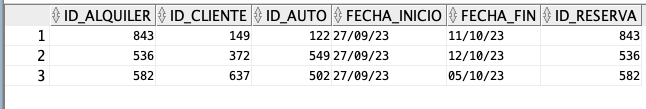 ID_ALQUILER ID_CLIENTE ID_AUTO FECHA_INICIO FECHA_FIN ID_RESERVA
1 843 149 122 27/09/23 11/10/23 843
2 536 372 549 27/09/23 12/10/23 536
3 582 637 502 27/09/23 05/10/23 582